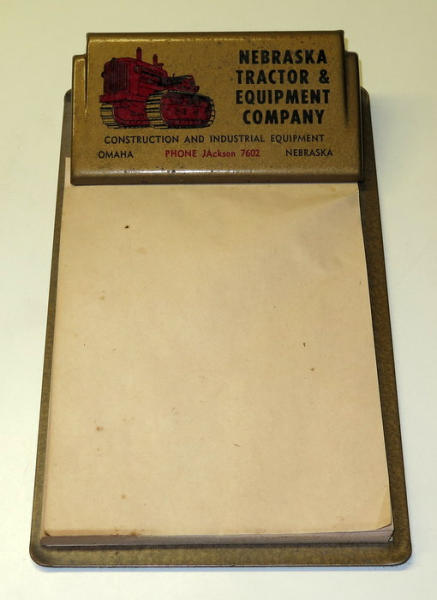 NEBRASKA
TRACTOR &
EQUIPMENT
COMPANY
CONSTRUCTION AND INDUSTRIAL EQUIPMENT
OMAHA PHONE JAckson 7602 NEBRASKA